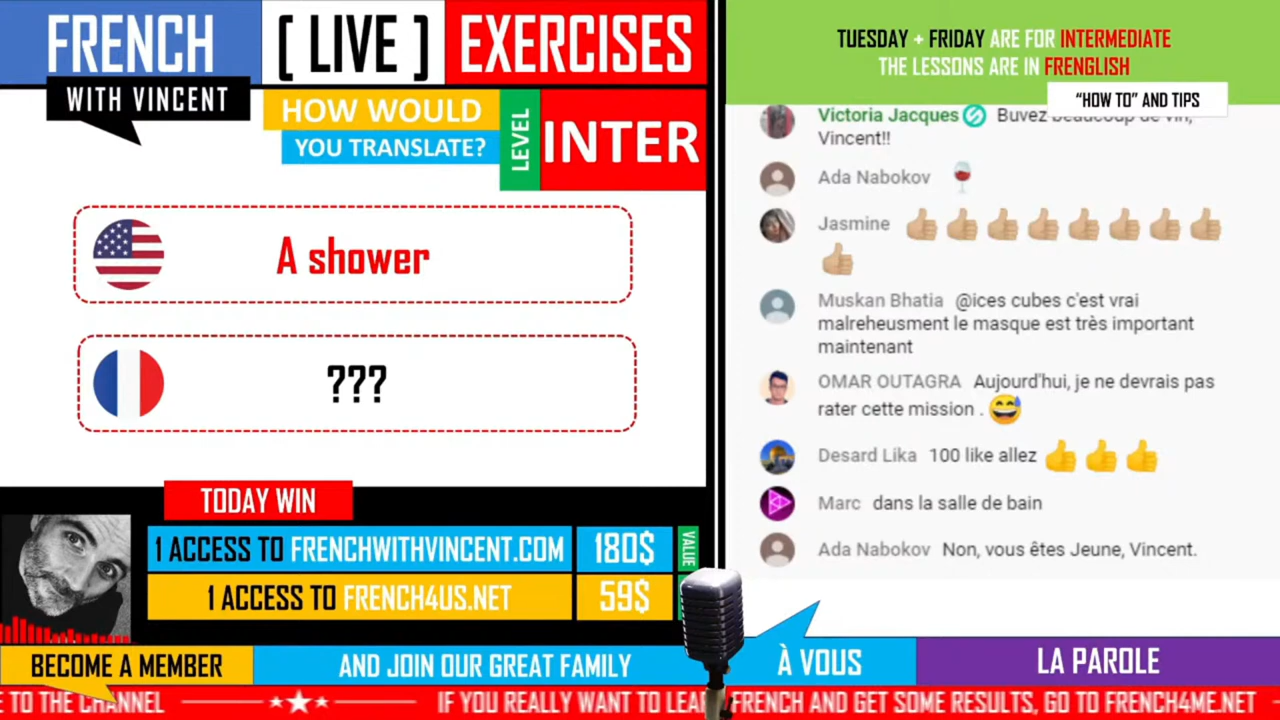 FRENCH
WITH VINCENT
[ LIVE ]
EXERCISES
HOW WOULD
YOU TRANSLATE?
LEVEL
INTER
A shower
???
TODAY WIN
1 ACCESS TO FRENCHWITHVINCENT.COM
180$
VALUE
1 ACCESS TO FRENCH4US.NET
59$
BECOME A MEMBER
AND JOIN OUR GREAT FAMILY
TUESDAY + FRIDAY ARE FOR INTERMEDIATE
THE LESSONS ARE IN FRENGLISH
"HOW TO" AND TIPS
Victoria Jacques Buvez beaucoup de vin,
Vincent!!
Ada Nabokov
Jasmine
Muskan Bhatia @ices cubes c'est vrai
malreheusment le masque est très important
maintenant
OMAR OUTAGRA Aujourd'hui, je ne devrais pas
rater cette mission .
Desard Lika 100 like allez
Marc dans la salle de bain
Ada Nabokov Non, vous êtes Jeune, Vincent.
À VOUS
LA PAROLE
E TO THE CHANNEL
IF YOU REALLY WANT TO LEA FRENCH AND GET SOME RESULTS, GO TO FRENCH4ME.NET